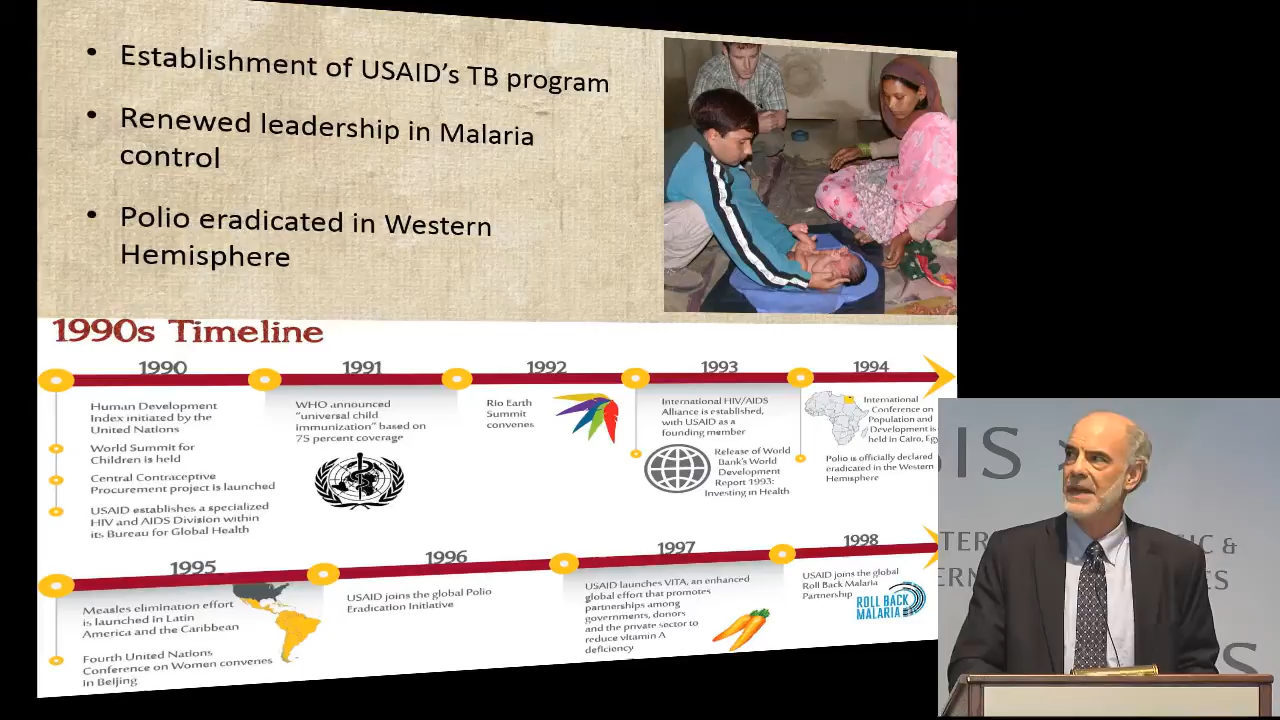 • Establishment of USAID's TB program
• Renewed leadership in Malaria
control
• Polio eradicated in Western
Hemisphere
1990s Timeline
1990
1991
1992
1993
1994
Human Development
Index initiated by the
United Nations
World Summit for
Children is held
Central Contraceptive
Procurement project is launched
USAID establishes a specialized
HIV and AIDS Division within
its Bureau for Global Health
WHO announced
"universal child
immunization" based on
75 percent coverage
Rio Earth
Summit
convenes
International HIV/AIDS
Alliance is established,
with USAID as a
founding member
Release of World
Bank's World
Development
Report 1993:
Investing in Health
International
Conference on
Population and
Development is
held in Cairo, Eg
Polio is officially declared
eradicated in the Western
Hemisphere
1995
1996
1997
1998
Measles elimination effort
is launched in Latin
America and the Caribbean
Fourth United Nations
Conference on Women convenes
in Beijing
USAID joins the global Polio
Eradication Initiative
USAID launches VITA, an enhanced
global effort that promotes
partnerships among
governments, donors
and the private sector to
reduce vitamin A
deficiency
USAID joins the global
Roll Back Malaria
Partnership
ROLL BACK
MALARIA
SIS
TER
IC &
ERN
ES
S